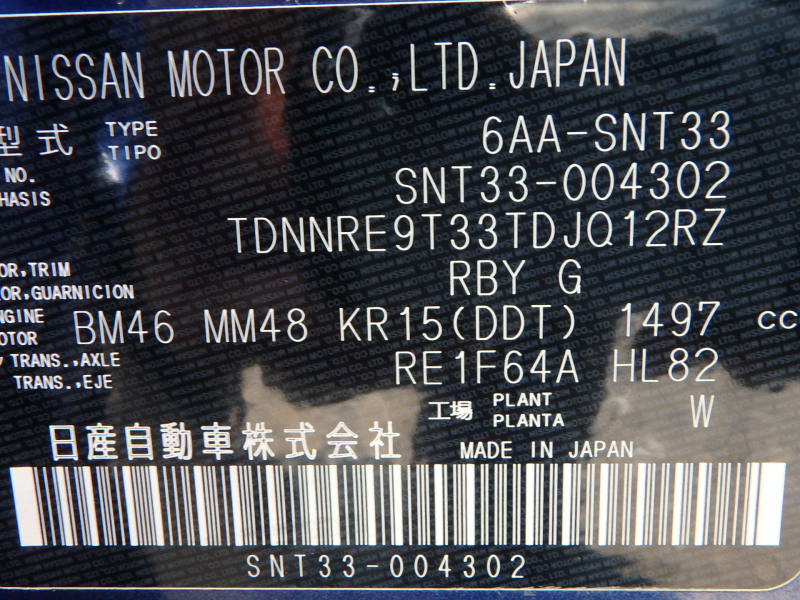 NISSAN MOTOR CO.,LTD.JAPAN
型式 TYPE TIPO 6AA-SNT33
NO. HASIS SNT33-004302
TDNNRE9T33TDJQ12RZ
OR,TRIM RBY G
OR,GUARNICION
NGINE OTOR BM46 MM48 KR15(DDT) 1497 CC
TRANS.,AXLE RE1F64A HL82
TRANS.,EJE
工場 PLANT PLANTA W
日産自動車株式会社 MADE IN JAPAN
SNT33-004302